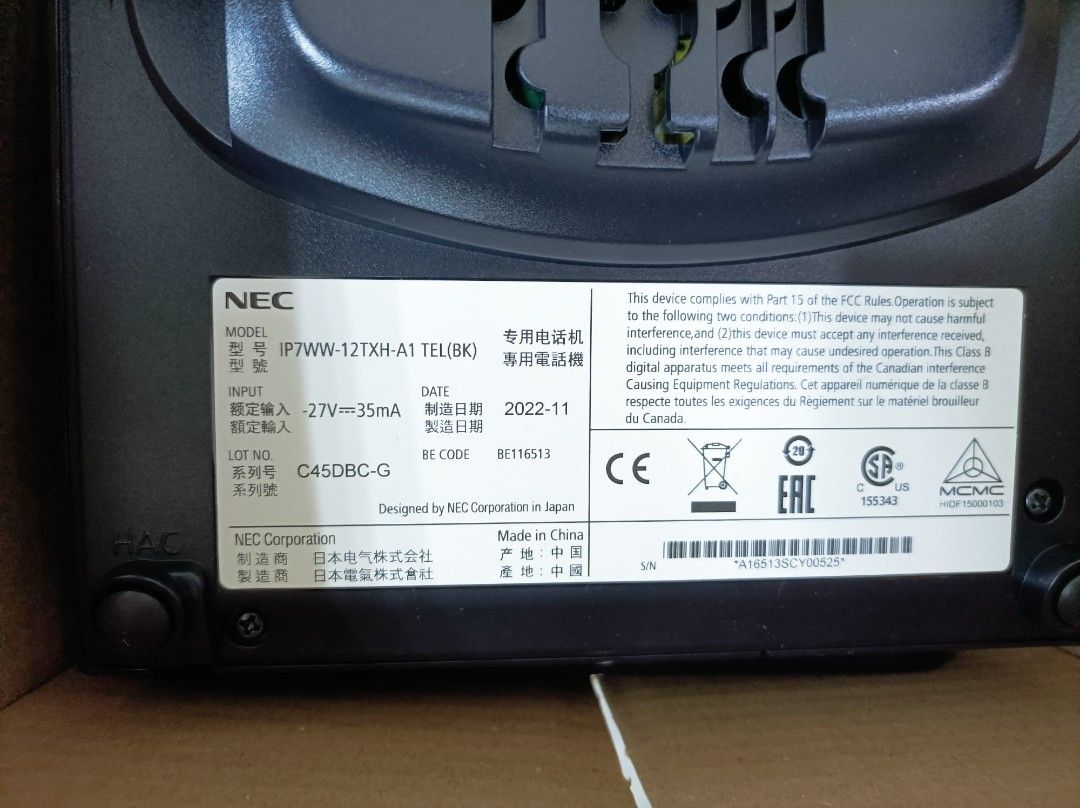 NEC
MODEL
型 号 IP7WW-12TXH-A1 TEL(BK)
型 號
专用电话机
專用電話機
INPUT
额定输入 -27V⎓35mA
額定輸入
DATE
制造日期 2022-11
製造日期
LOT NO.
系列号 C45DBC-G
系列號
BE CODE BE116513
Designed by NEC Corporation in Japan
NEC Corporation
制造商 日本电气株式会社
製造商 日本電氣株式會社
Made in China
产 地 : 中 国
產 地 : 中 國
This device complies with Part 15 of the FCC Rules.Operation is subject
to the following two conditions:(1)This device may not cause harmful
interference,and (2)this device must accept any interference received,
including interference that may cause undesired operation.This Class B
digital apparatus meets all requirements of the Canadian interference
Causing Equipment Regulations. Cet appareil numérique de la classe B
respecte toutes les exigences du Règlement sur le matériel brouilleur
du Canada.
CE
20
EAC
C SA ® US
155343
MCMC
HIDF15000103
S/N *A16513SCY00525*
HAC